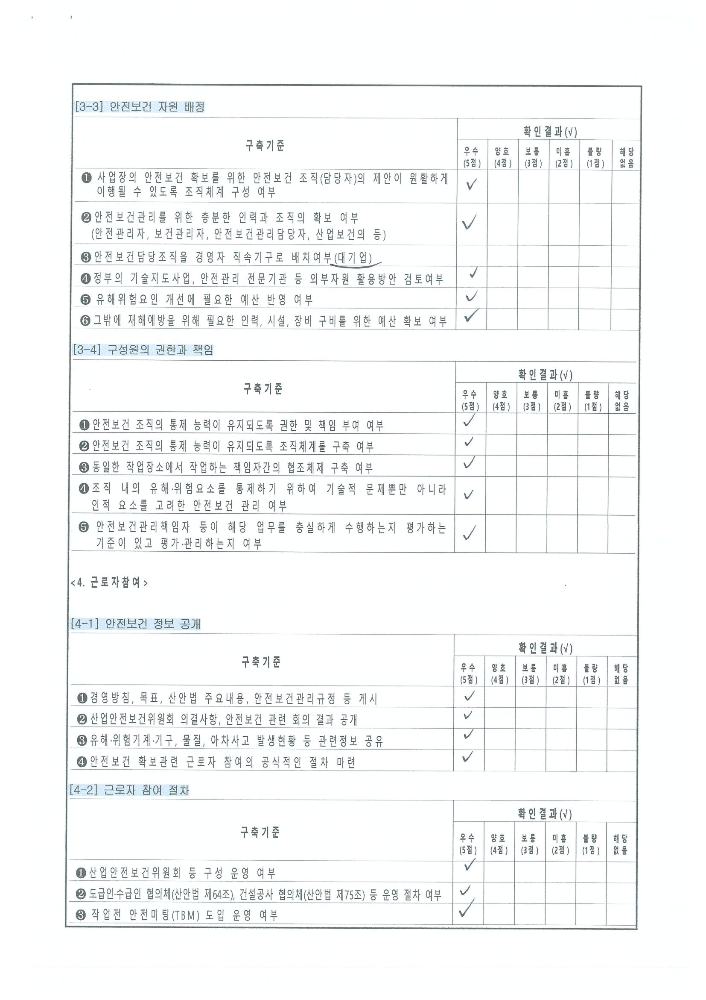 [3-3] 안전보건 자원 배정
구축기준
확인결과(√)
우수 양호 보통 미흡 불량 해당
(5점) (4점) (3점) (2점) (1점) 없음
❶ 사업장의 안전보건 확보를 위한 안전보건 조직(담당자)의 제안이 원활하게
이행될 수 있도록 조직체계 구성 여부 ✓
❷ 안전보건관리를 위한 충분한 인력과 조직의 확보 여부 ✓
(안전관리자, 보건관리자, 안전보건관리담당자, 산업보건의 등)
❸ 안전보건담당조직을 경영자 직속기구로 배치여부(대기업)
❹ 정부의 기술지도사업, 안전관리 전문기관 등 외부자원 활용방안 검토여부 ✓
❺ 유해위험요인 개선에 필요한 예산 반영 여부 ✓
❻ 그밖에 재해예방을 위해 필요한 인력, 시설, 장비 구비를 위한 예산 확보 여부 ✓
[3-4] 구성원의 권한과 책임
구축기준
확인결과(√)
우수 양호 보통 미흡 불량 해당
(5점) (4점) (3점) (2점) (1점) 없음
❶ 안전보건 조직의 통제 능력이 유지되도록 권한 및 책임 부여 여부 ✓
❷ 안전보건 조직의 통제 능력이 유지되도록 조직체계를 구축 여부 ✓
❸ 동일한 작업장소에서 작업하는 책임자간의 협조체제 구축 여부 ✓
❹ 조직 내의 유해·위험요소를 통제하기 위하여 기술적 문제뿐만 아니라
인적 요소를 고려한 안전보건 관리 여부 ✓
❺ 안전보건관리책임자 등이 해당 업무를 충실하게 수행하는지 평가하는
기준이 있고 평가·관리하는지 여부 ✓
<4. 근로자참여>
[4-1] 안전보건 정보 공개
구축기준
확인결과(√)
우수 양호 보통 미흡 불량 해당
(5점) (4점) (3점) (2점) (1점) 없음
❶ 경영방침, 목표, 산안법 주요내용, 안전보건관리규정 등 게시 ✓
❷ 산업안전보건위원회 의결사항, 안전보건 관련 회의 결과 공개 ✓
❸ 유해·위험기계·기구, 물질, 아차사고 발생현황 등 관련정보 공유 ✓
❹ 안전보건 확보관련 근로자 참여의 공식적인 절차 마련 ✓
[4-2] 근로자 참여 절차
구축기준
확인결과(√)
우수 양호 보통 미흡 불량 해당
(5점) (4점) (3점) (2점) (1점) 없음
❶ 산업안전보건위원회 등 구성 운영 여부 ✓
❷ 도급인·수급인 협의체(산안법 제64조), 건설공사 협의체(산안법 제75조) 등 운영 절차 여부 ✓
❸ 작업전 안전미팅(TBM) 도입 운영 여부 ✓